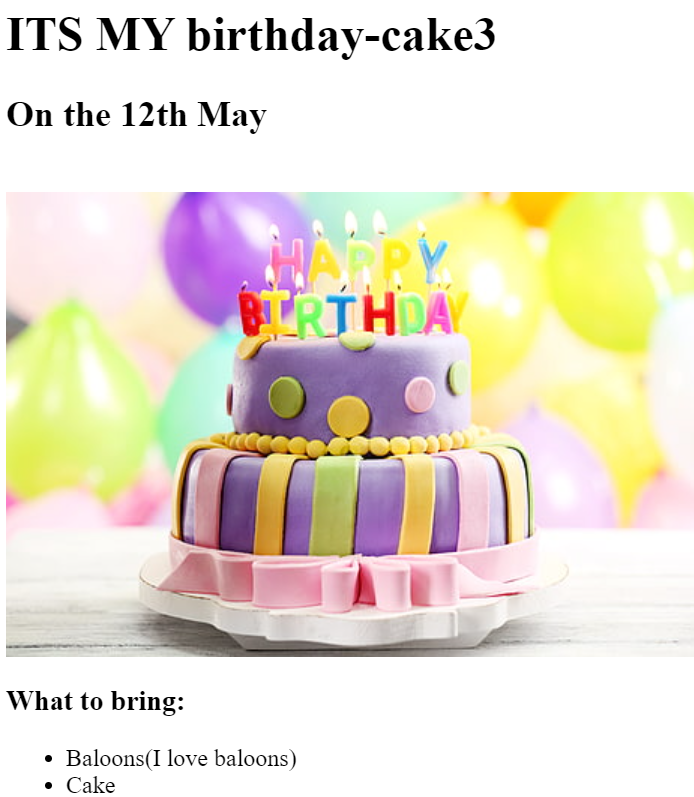 ITS MY birthday-cake3
On the 12th May
HAPPY
BIRTHDAY
What to bring:
Baloons(I love baloons)
Cake